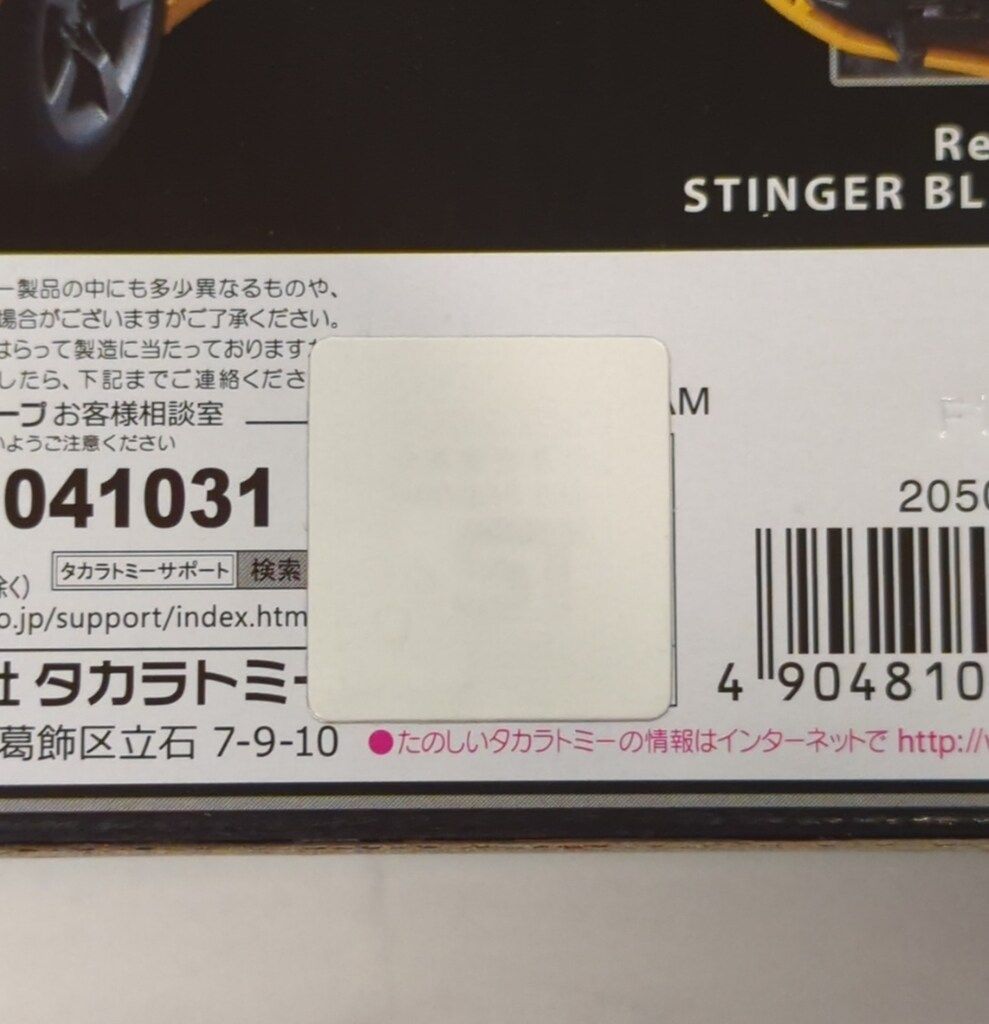 Re
STINGER BL
ー製品の中にも多少異なるものや、
場合がございますがご了承ください。
はらって製造に当たっております
したら、下記までご連絡くださ
ープ お客様相談室
いようご注意ください
AM
041031
2050
除く)
タカラトミーサポート 検索
o.jp/support/index.htm
社 タカラトミー
4 904810
葛飾区立石 7-9-10
●たのしいタカラトミーの情報はインターネットで http://